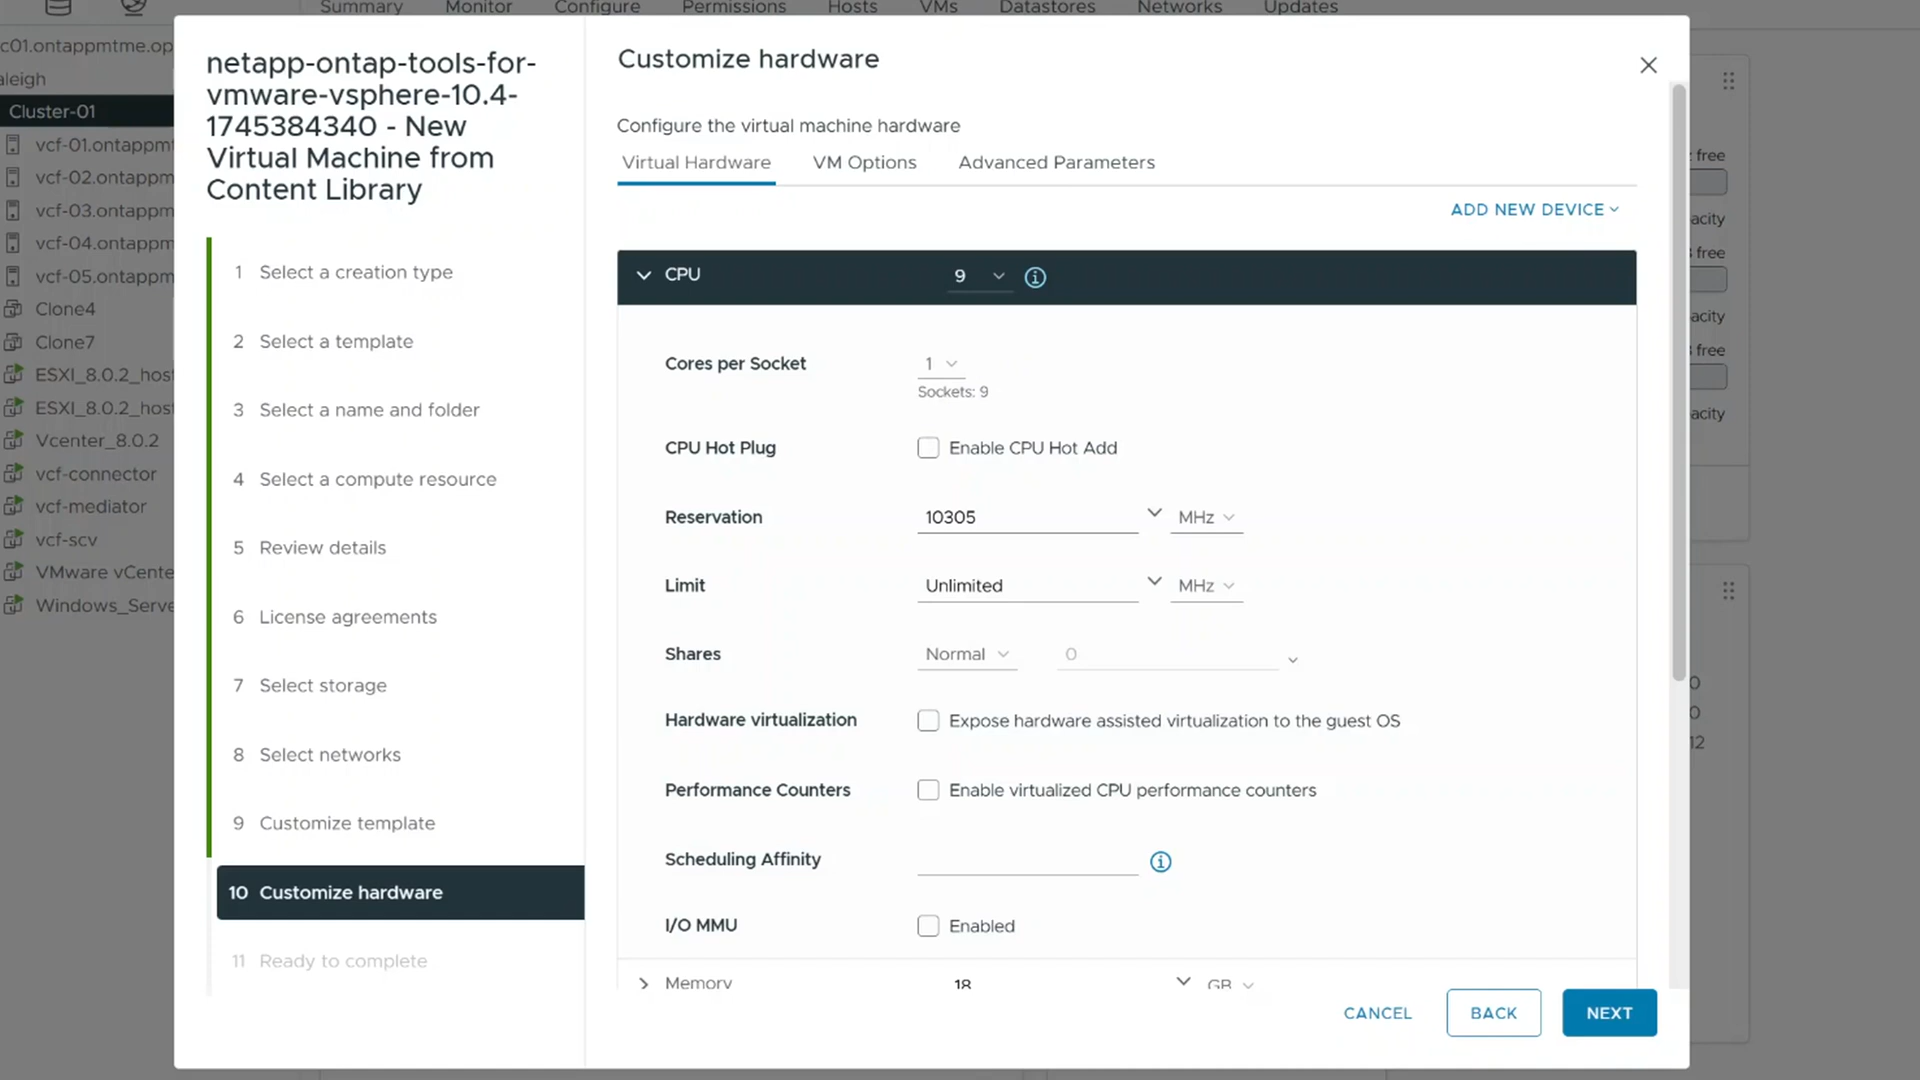 Summary Monitor Configure Permissions Hosts VMs Datastores Networks Updates
c01.ontappmtme.op
aleigh
Cluster-01
vcf-01.ontappmt
vcf-02.ontappm
vcf-03.ontappm
vcf-04.ontappm
vcf-05.ontappm
Clone4
Clone7
ESXI_8.0.2_host
ESXI_8.0.2_host
Vcenter_8.0.2
vcf-connector
vcf-mediator
vcf-scv
VMware vCente
Windows_Serve
netapp-ontap-tools-for-
vmware-vsphere-10.4-
1745384340 - New
Virtual Machine from
Content Library
1 Select a creation type
2 Select a template
3 Select a name and folder
4 Select a compute resource
5 Review details
6 License agreements
7 Select storage
8 Select networks
9 Customize template
10 Customize hardware
11 Ready to complete
Customize hardware
Configure the virtual machine hardware
Virtual Hardware VM Options Advanced Parameters
ADD NEW DEVICE
CPU 9
Cores per Socket 1
Sockets: 9
CPU Hot Plug Enable CPU Hot Add
Reservation 10305 MHz
Limit Unlimited MHz
Shares Normal 0
Hardware virtualization Expose hardware assisted virtualization to the guest OS
Performance Counters Enable virtualized CPU performance counters
Scheduling Affinity
I/O MMU Enabled
Memory 18 GB
CANCEL BACK NEXT
free
acity
free
acity
free
acity
0
0
12